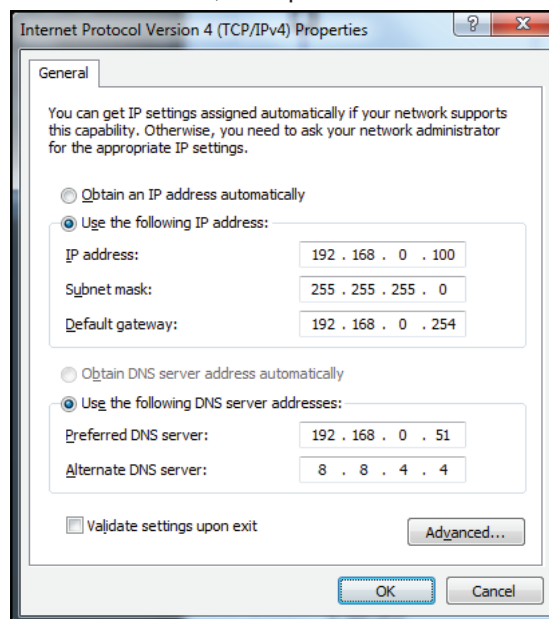 Internet Protocol Version 4 (TCP/IPv4) Properties
General
You can get IP settings assigned automatically if your network supports
this capability. Otherwise, you need to ask your network administrator
for the appropriate IP settings.
Obtain an IP address automatically
Use the following IP address:
IP address: 192 . 168 . 0 . 100
Subnet mask: 255 . 255 . 255 . 0
Default gateway: 192 . 168 . 0 . 254
Obtain DNS server address automatically
Use the following DNS server addresses:
Preferred DNS server: 192 . 168 . 0 . 51
Alternate DNS server: 8 . 8 . 4 . 4
Validate settings upon exit
Advanced...
OK Cancel